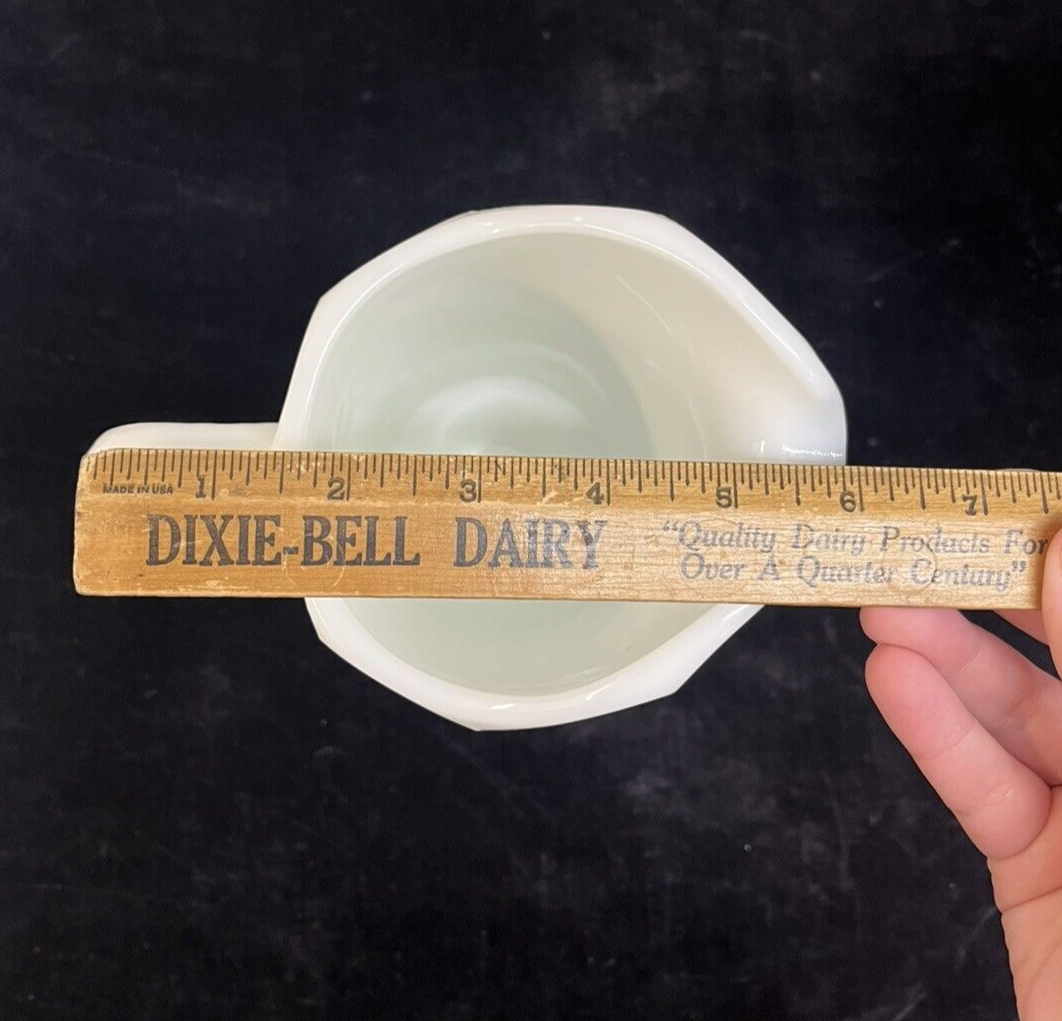 1 2 3 4 5 6 7
MADE IN USA
DIXIE-BELL DAIRY
"Quality Dairy Products For
Over A Quarter Century"